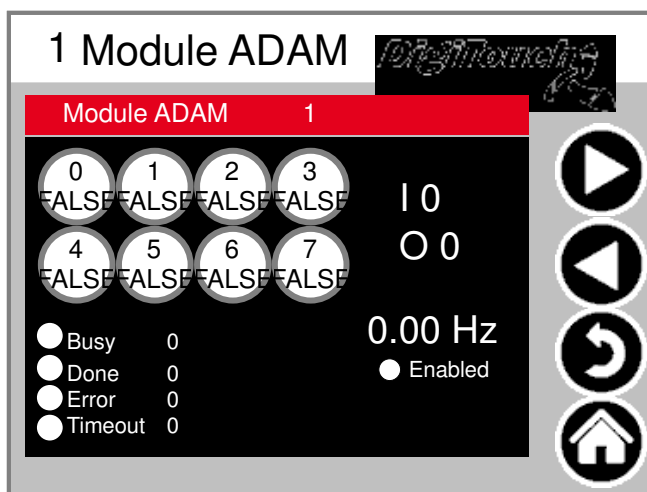 1 Module ADAM
DigiTouch
Module ADAM 1
0 1 2 3
FALSE FALSE FALSE FALSE
I 0
4 5 6 7
FALSE FALSE FALSE FALSE
O 0
0.00 Hz
Enabled
Busy 0
Done 0
Error 0
Timeout 0